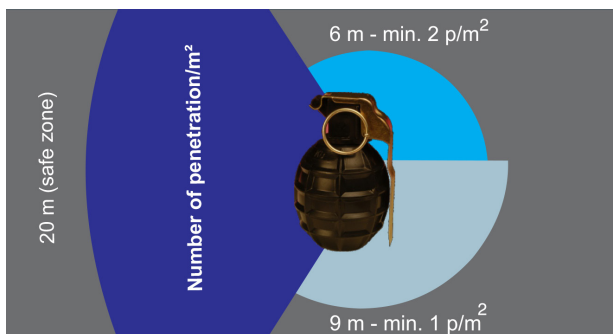 6 m - min. 2 p/m²
Number of penetration/m²
20 m (safe zone)
9 m - min. 1 p/m²